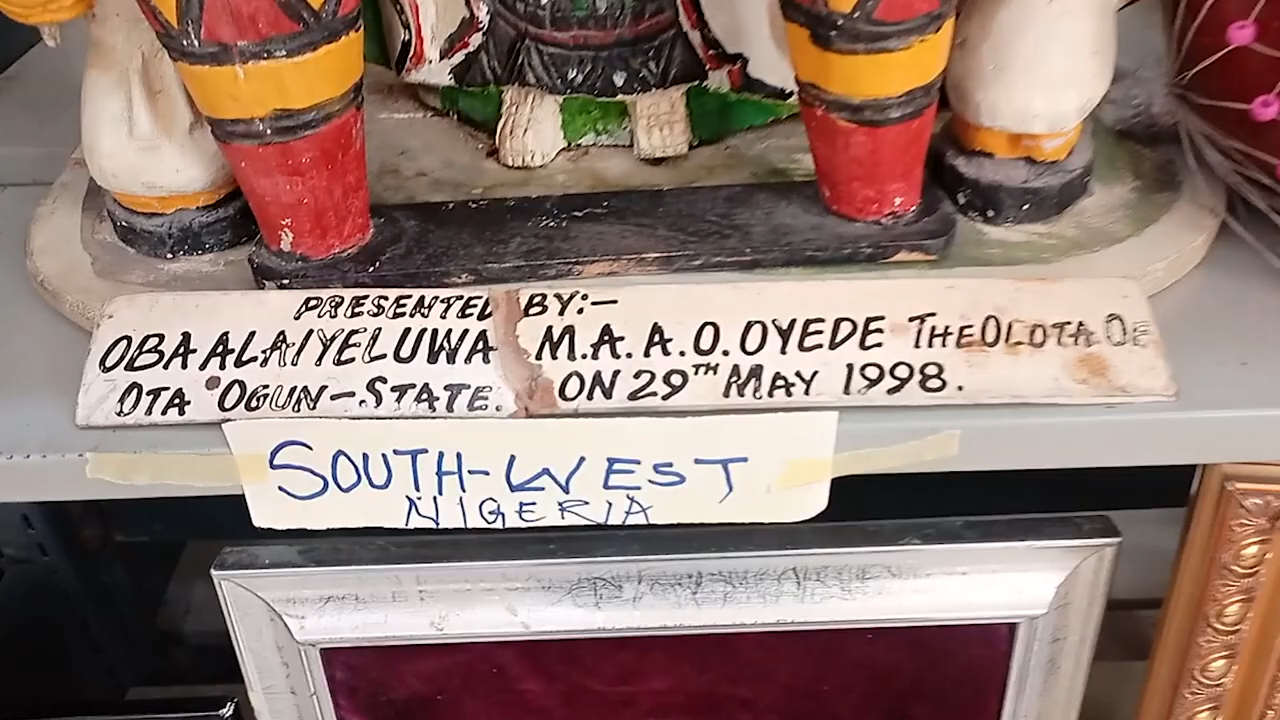 PRESENTED BY:-
OBA ALAIYELUWA M.A.A.O. OYEDE THE OLOTA OF
OTA OGUN-STATE. ON 29TH MAY 1998.
SOUTH-WEST
NIGERIA